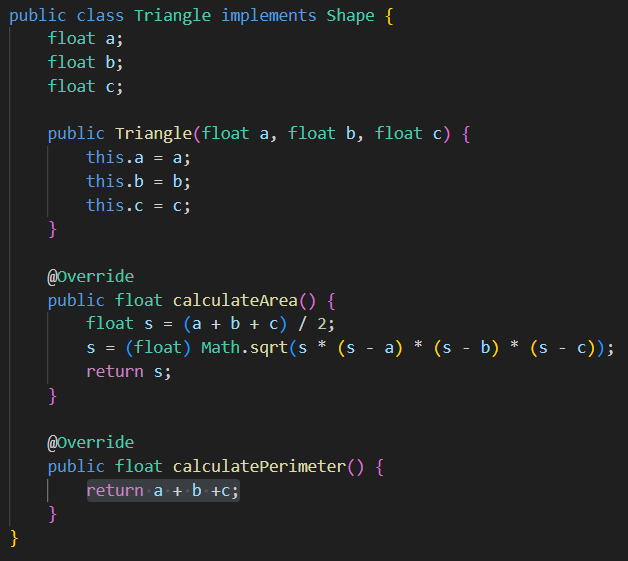 public class Triangle implements Shape {
    float a;
    float b;
    float c;

    public Triangle(float a, float b, float c) {
        this.a = a;
        this.b = b;
        this.c = c;
    }

    @Override
    public float calculateArea() {
        float s = (a + b + c) / 2;
        s = (float) Math.sqrt(s * (s - a) * (s - b) * (s - c));
        return s;
    }

    @Override
    public float calculatePerimeter() {
        return a + b +c;
    }
}